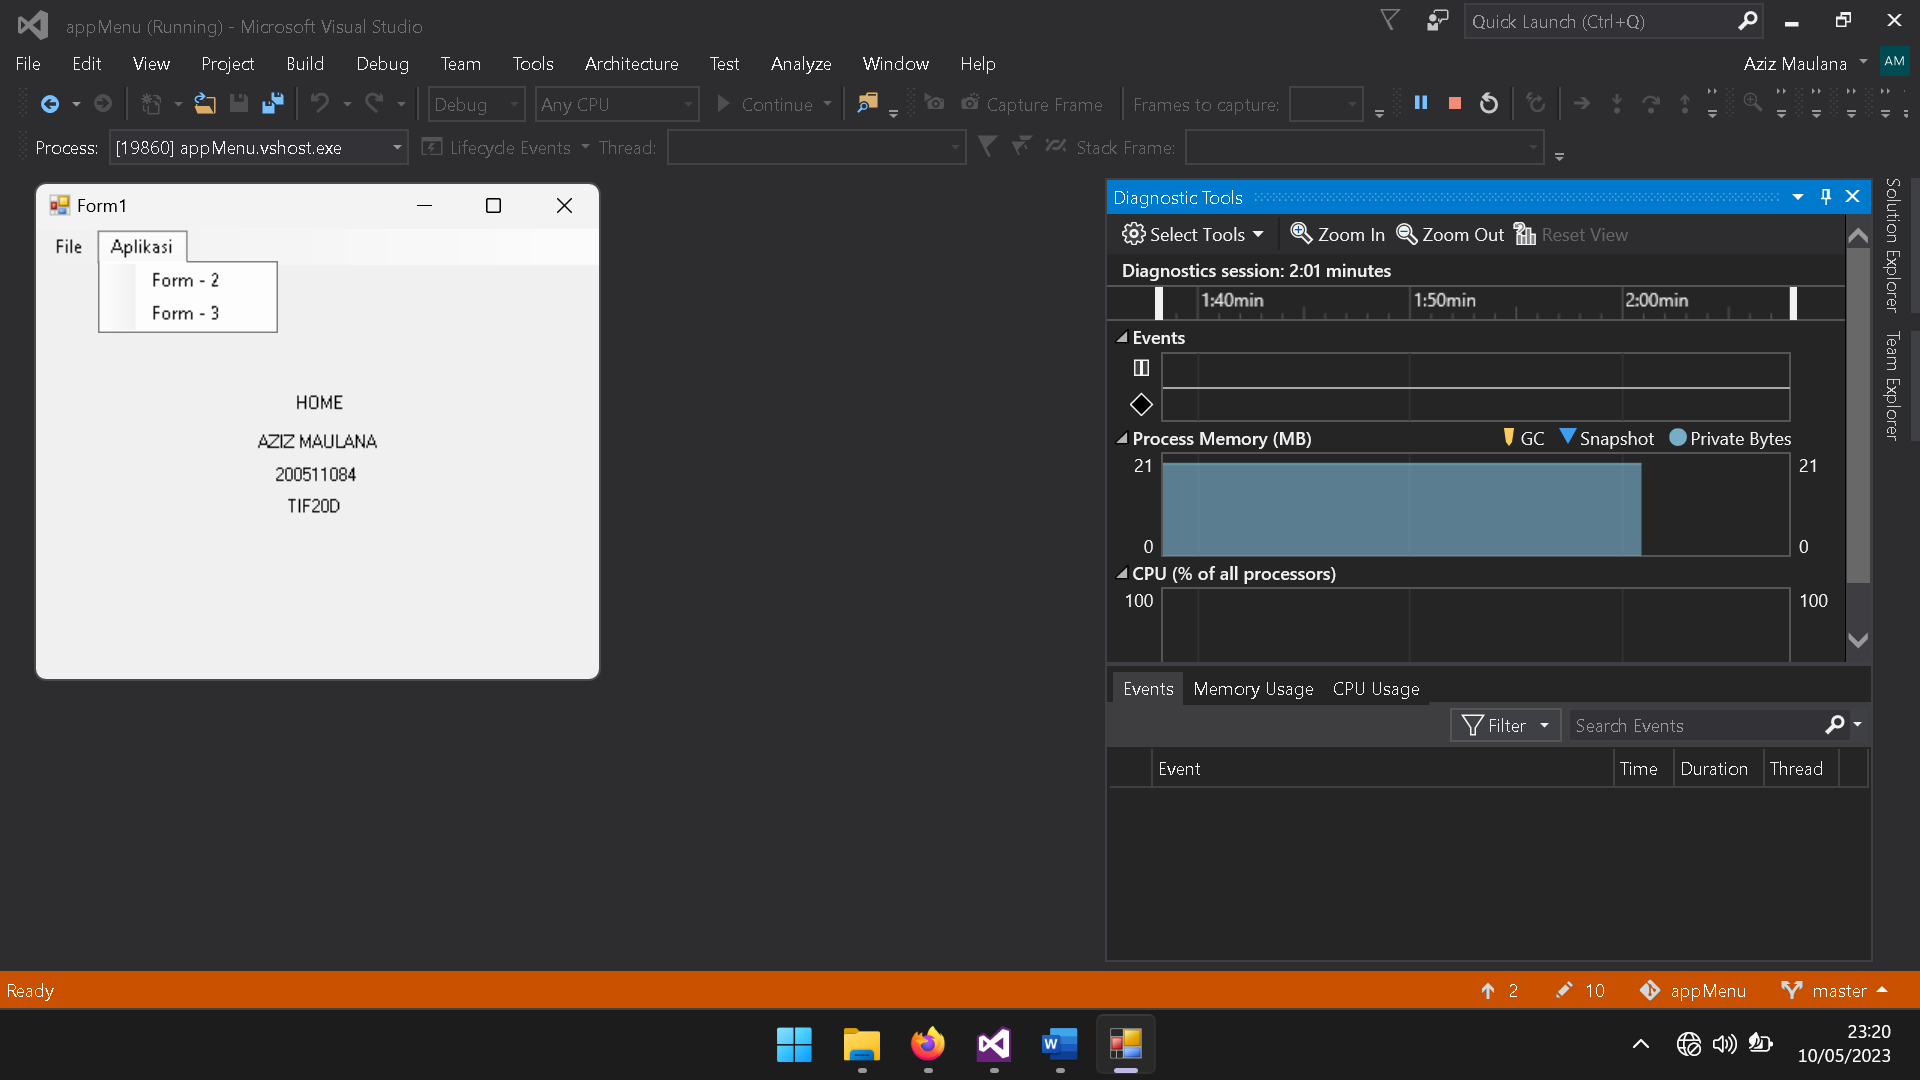 appMenu (Running) - Microsoft Visual Studio
Quick Launch (Ctrl+Q)
File Edit View Project Build Debug Team Tools Architecture Test Analyze Window Help
Aziz Maulana AM
Debug Any CPU Continue Capture Frame Frames to capture:
Process: [19860] appMenu.vshost.exe Lifecycle Events Thread: Stack Frame:
Form1
File Aplikasi
Form - 2
Form - 3
HOME
AZIZ MAULANA
200511084
TIF20D
Diagnostic Tools
Select Tools Zoom In Zoom Out Reset View
Diagnostics session: 2:01 minutes
1:40min 1:50min 2:00min
Events
Process Memory (MB) GC Snapshot Private Bytes
21 21
0 0
CPU (% of all processors)
100 100
Events Memory Usage CPU Usage
Filter Search Events
Event Time Duration Thread
Solution Explorer
Team Explorer
Ready 2 10 appMenu master
W
23:20
10/05/2023